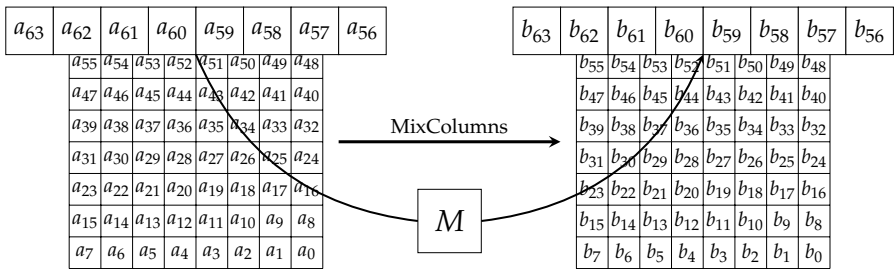 a63 a62 a61 a60 a59 a58 a57 a56 b63 b62 b61 b60 b59 b58 b57 b56
a55 a54 a53 a52 a51 a50 a49 a48 b55 b54 b53 b52 b51 b50 b49 b48
a47 a46 a45 a44 a43 a42 a41 a40 b47 b46 b45 b44 b43 b42 b41 b40
MixColumns
a39 a38 a37 a36 a35 a34 a33 a32 b39 b38 b37 b36 b35 b34 b33 b32
a31 a30 a29 a28 a27 a26 a25 a24 b31 b30 b29 b28 b27 b26 b25 b24
a23 a22 a21 a20 a19 a18 a17 a16 b23 b22 b21 b20 b19 b18 b17 b16
M
a15 a14 a13 a12 a11 a10 a9 a8 b15 b14 b13 b12 b11 b10 b9 b8
a7 a6 a5 a4 a3 a2 a1 a0 b7 b6 b5 b4 b3 b2 b1 b0